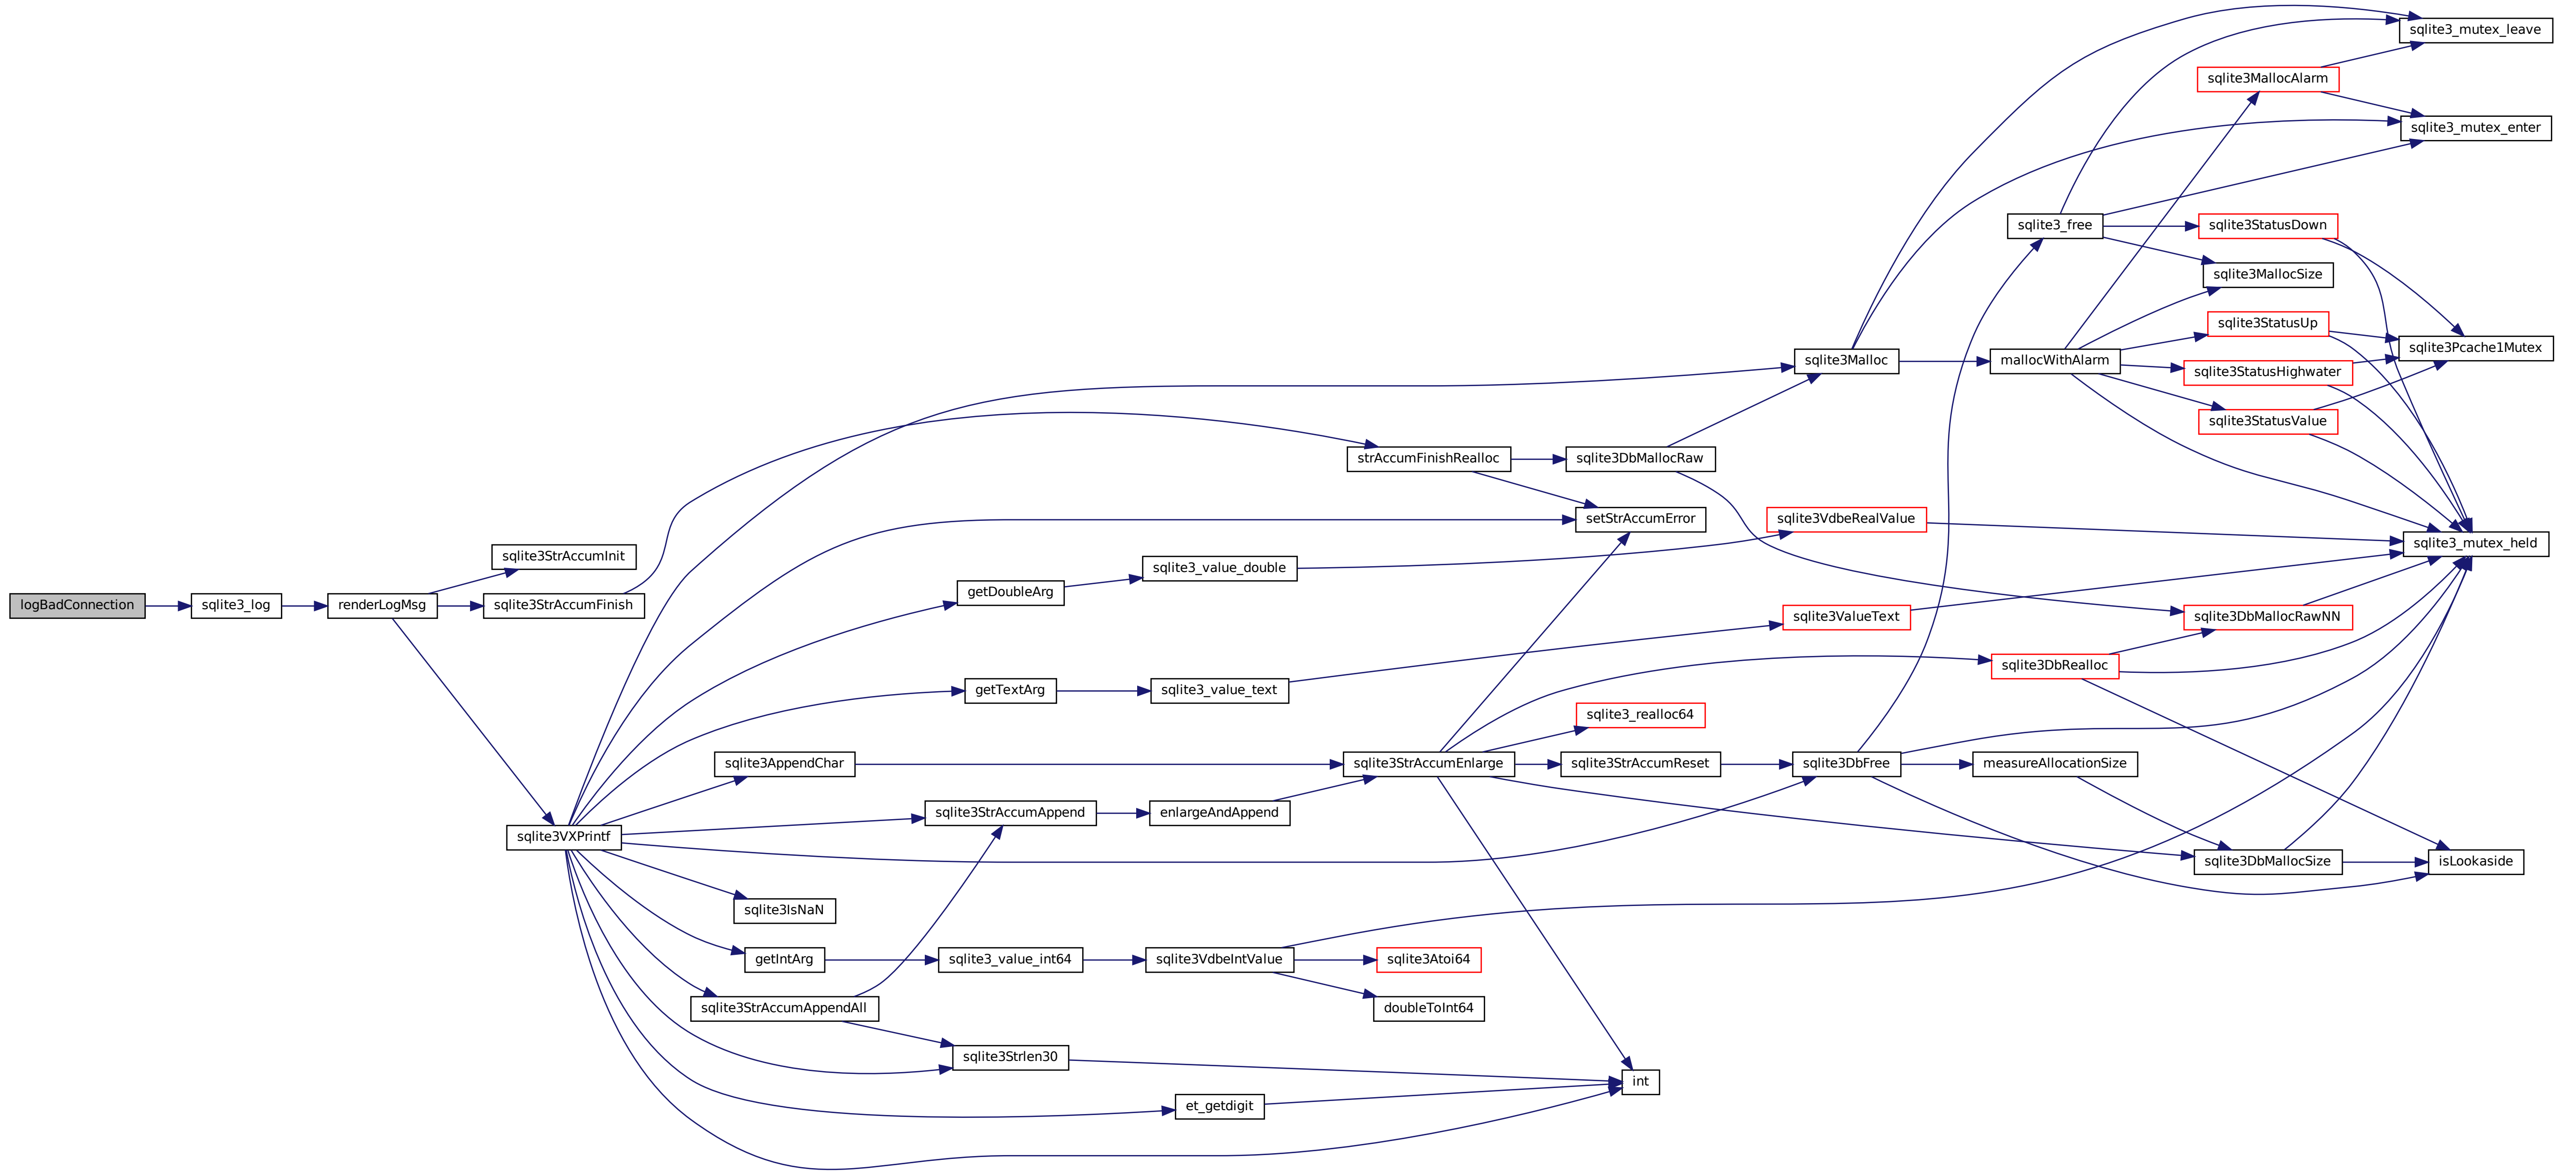 logBadConnection
sqlite3_log
renderLogMsg
sqlite3StrAccumInit
sqlite3StrAccumFinish
sqlite3VXPrintf
sqlite3AppendChar
sqlite3IsNaN
getIntArg
sqlite3StrAccumAppendAll
getDoubleArg
getTextArg
sqlite3StrAccumAppend
sqlite3_value_int64
sqlite3Strlen30
sqlite3_value_double
sqlite3_value_text
enlargeAndAppend
sqlite3VdbeIntValue
et_getdigit
strAccumFinishRealloc
sqlite3StrAccumEnlarge
sqlite3Atoi64
doubleToInt64
sqlite3DbMallocRaw
setStrAccumError
sqlite3_realloc64
sqlite3StrAccumReset
int
sqlite3Malloc
sqlite3VdbeRealValue
sqlite3ValueText
sqlite3DbFree
sqlite3_free
mallocWithAlarm
sqlite3DbRealloc
measureAllocationSize
sqlite3MallocAlarm
sqlite3StatusDown
sqlite3MallocSize
sqlite3StatusUp
sqlite3StatusHighwater
sqlite3StatusValue
sqlite3DbMallocRawNN
sqlite3DbMallocSize
sqlite3_mutex_leave
sqlite3_mutex_enter
sqlite3Pcache1Mutex
sqlite3_mutex_held
isLookaside